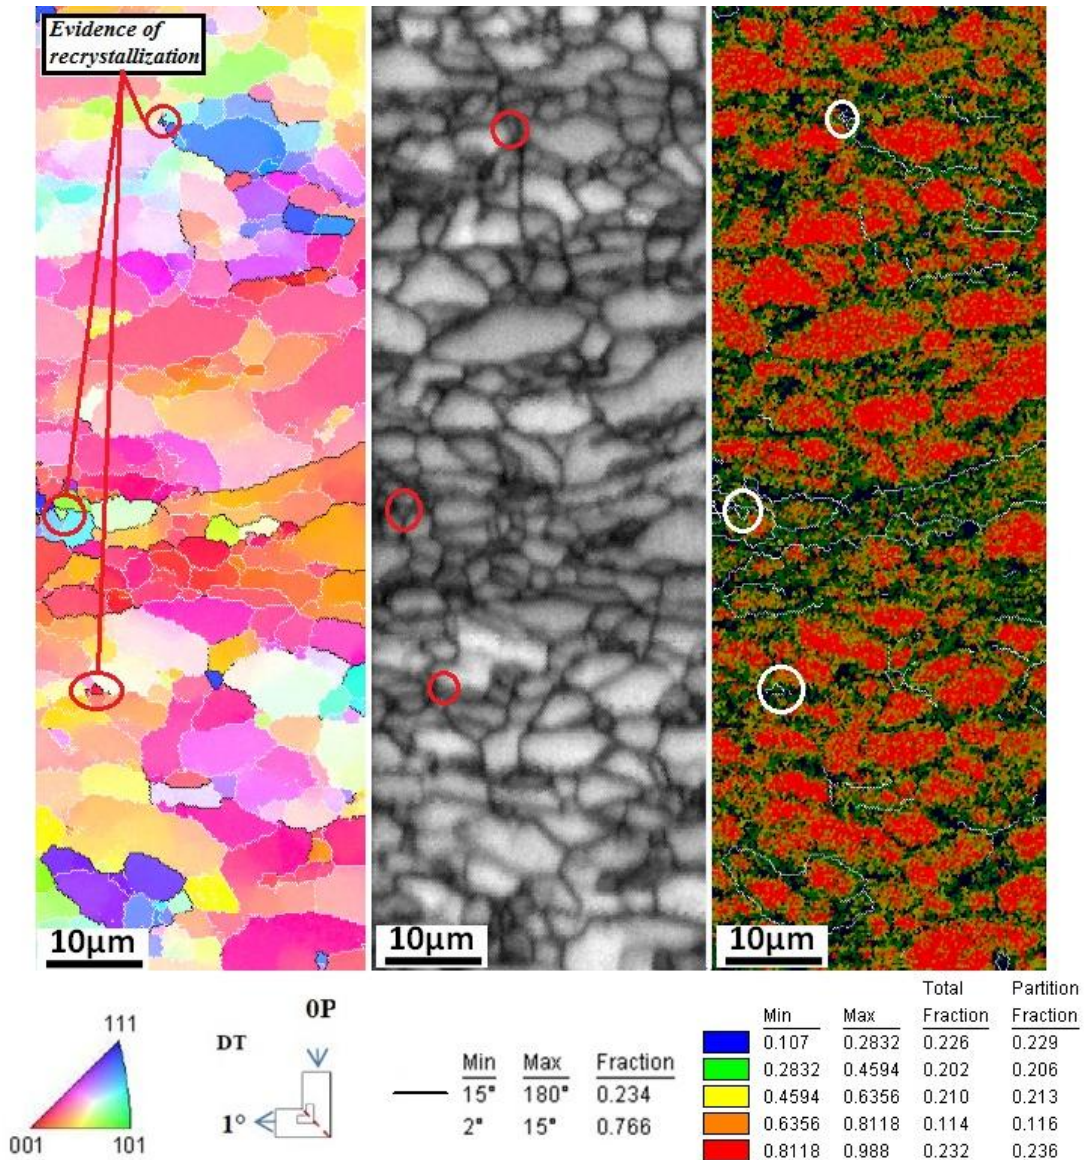 Evidence of
recrystallization
10µm
10µm
10µm
111
001
101
0P
DT
1°
Min Max Fraction
15° 180° 0.234
2° 15° 0.766
Total Partition
Min Max Fraction Fraction
0.107 0.2832 0.226 0.229
0.2832 0.4594 0.202 0.206
0.4594 0.6356 0.210 0.213
0.6356 0.8118 0.114 0.116
0.8118 0.988 0.232 0.236